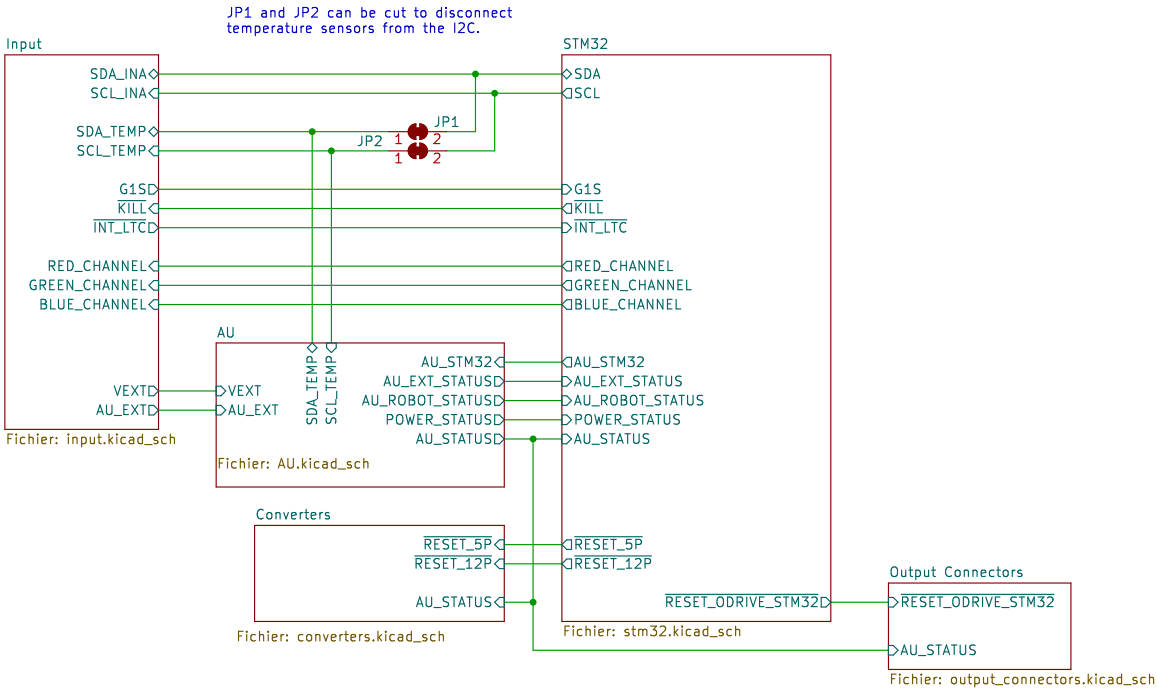 JP1 and JP2 can be cut to disconnect
temperature sensors from the I2C.
Input
STM32
SDA_INA
SDA
SCL_INA
SCL
SDA_TEMP
JP1
1
2
SCL_TEMP
JP2
1
2
G1S
G1S
KILL
KILL
INT_LTC
INT_LTC
RED_CHANNEL
RED_CHANNEL
GREEN_CHANNEL
GREEN_CHANNEL
BLUE_CHANNEL
BLUE_CHANNEL
AU
SDA_TEMP
SCL_TEMP
AU_STM32
AU_STM32
AU_EXT_STATUS
AU_EXT_STATUS
VEXT
VEXT
AU_ROBOT_STATUS
AU_ROBOT_STATUS
AU_EXT
AU_EXT
POWER_STATUS
POWER_STATUS
AU_STATUS
AU_STATUS
Fichier: input.kicad_sch
Fichier: AU.kicad_sch
Converters
RESET_5P
RESET_5P
RESET_12P
RESET_12P
AU_STATUS
Fichier: converters.kicad_sch
RESET_ODRIVE_STM32
Fichier: stm32.kicad_sch
Output Connectors
RESET_ODRIVE_STM32
AU_STATUS
Fichier: output_connectors.kicad_sch